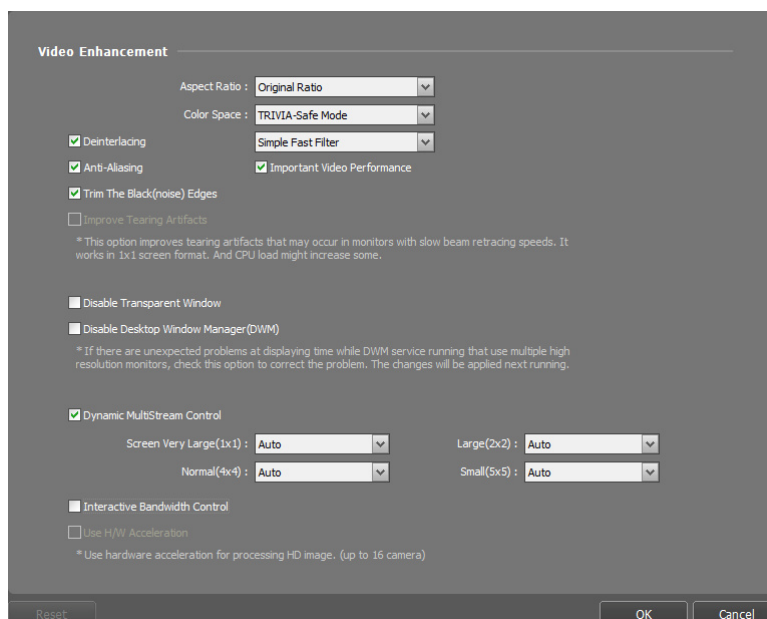 Video Enhancement
Aspect Ratio : Original Ratio
Color Space : TRIVIA-Safe Mode
Deinterlacing Simple Fast Filter
Anti-Aliasing Important Video Performance
Trim The Black(noise) Edges
Improve Tearing Artifacts
* This option improves tearing artifacts that may occur in monitors with slow beam retracing speeds. It
works in 1x1 screen format. And CPU load might increase some.
Disable Transparent Window
Disable Desktop Window Manager(DWM)
* If there are unexpected problems at displaying time while DWM service running that use multiple high
resolution monitors, check this option to correct the problem. The changes will be applied next running.
Dynamic MultiStream Control
Screen Very Large(1x1) : Auto Large(2x2) : Auto
Normal(4x4) : Auto Small(5x5) : Auto
Interactive Bandwidth Control
Use H/W Acceleration
* Use hardware acceleration for processing HD image. (up to 16 camera)
Reset OK Cancel